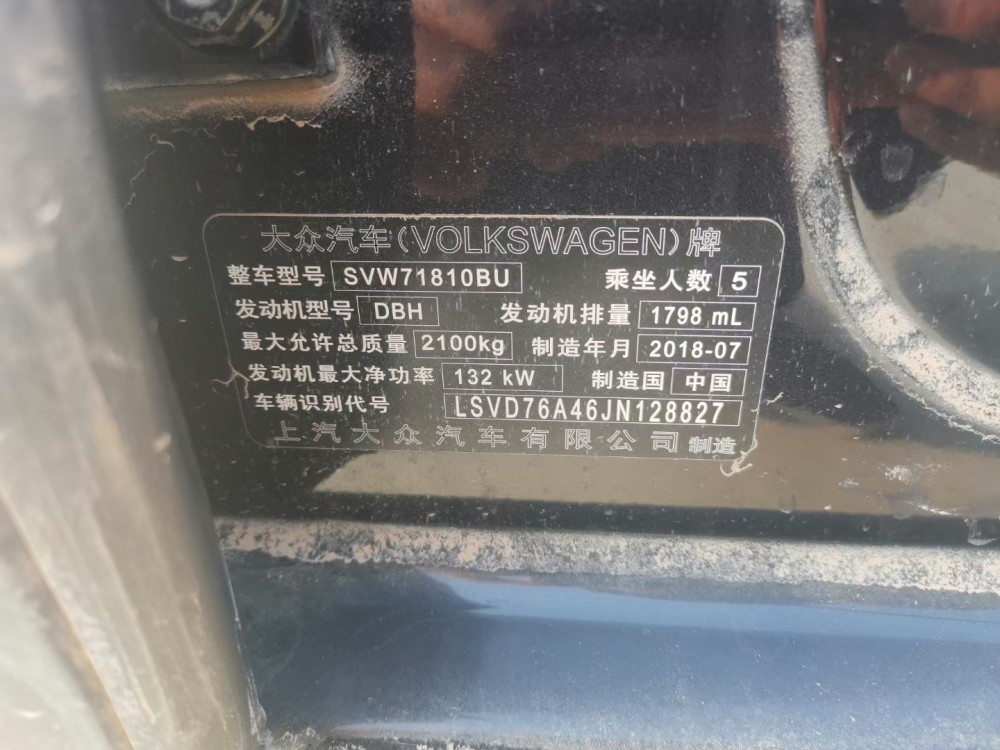 大众汽车(VOLKSWAGEN)牌
整车型号 SVW71810BU 乘坐人数 5
发动机型号 DBH 发动机排量 1798 mL
最大允许总质量 2100kg 制造年月 2018-07
发动机最大净功率 132 kW 制造国 中国
车辆识别代号 LSVD76A46JN128827
上汽大众汽车有限公司 制造